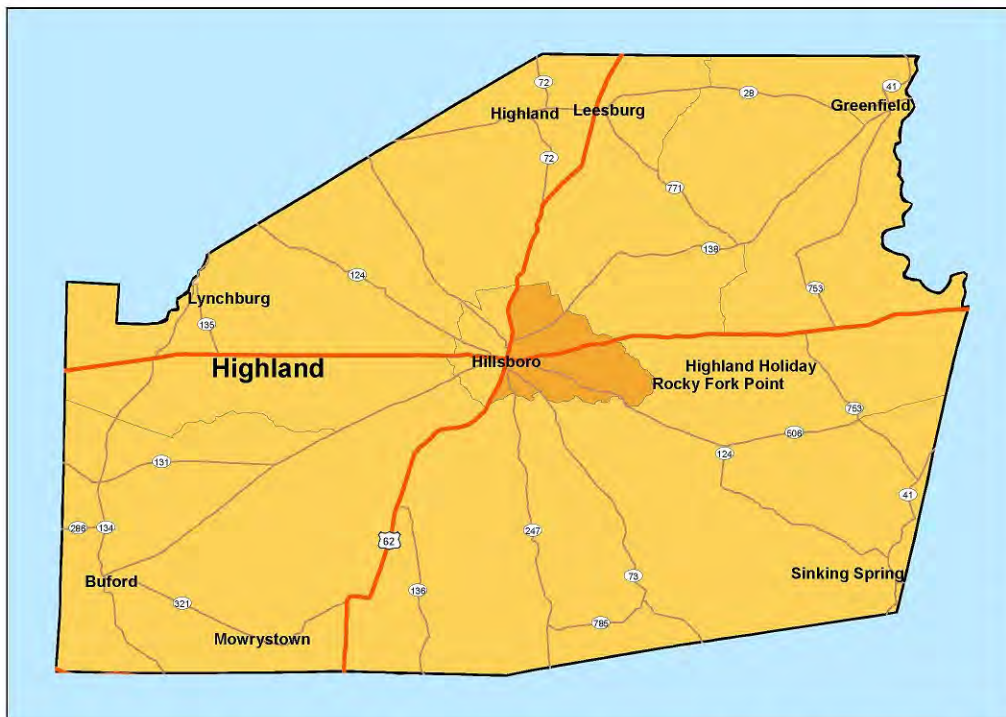 72
41
28
Greenfield
Highland
Leesburg
72
771
138
124
753
Lynchburg
135
Hillsboro
Highland
Highland Holiday
Rocky Fork Point
753
506
124
131
41
286
134
247
62
Sinking Spring
73
Buford
136
321
785
Mowrystown